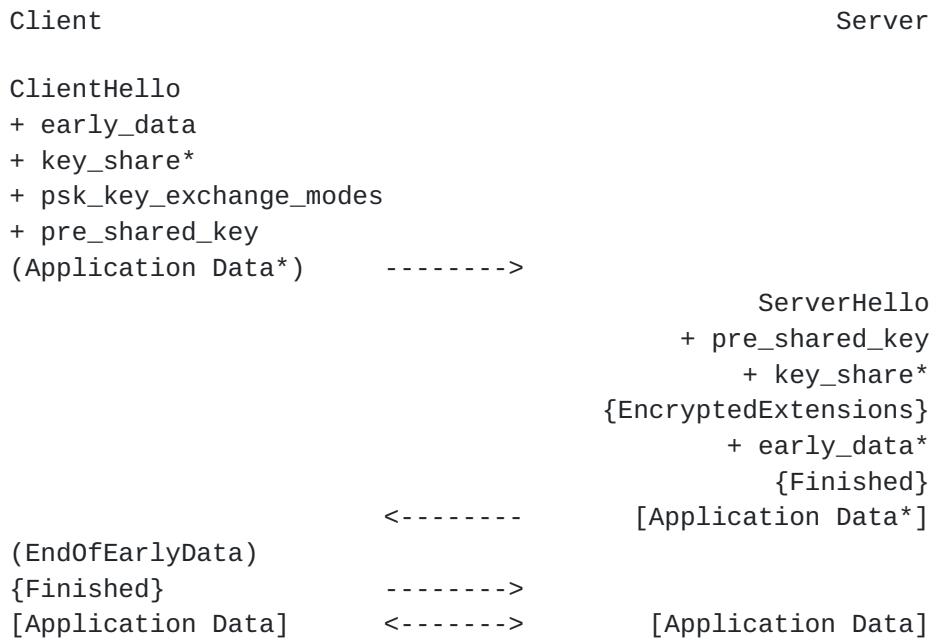 Client Server
ClientHello
+ early_data
+ key_share*
+ psk_key_exchange_modes
+ pre_shared_key
(Application Data*) -------->
ServerHello
+ pre_shared_key
+ key_share*
{EncryptedExtensions}
+ early_data*
{Finished}
<-------- [Application Data*]
(EndOfEarlyData)
{Finished} -------->
[Application Data] <-------> [Application Data]